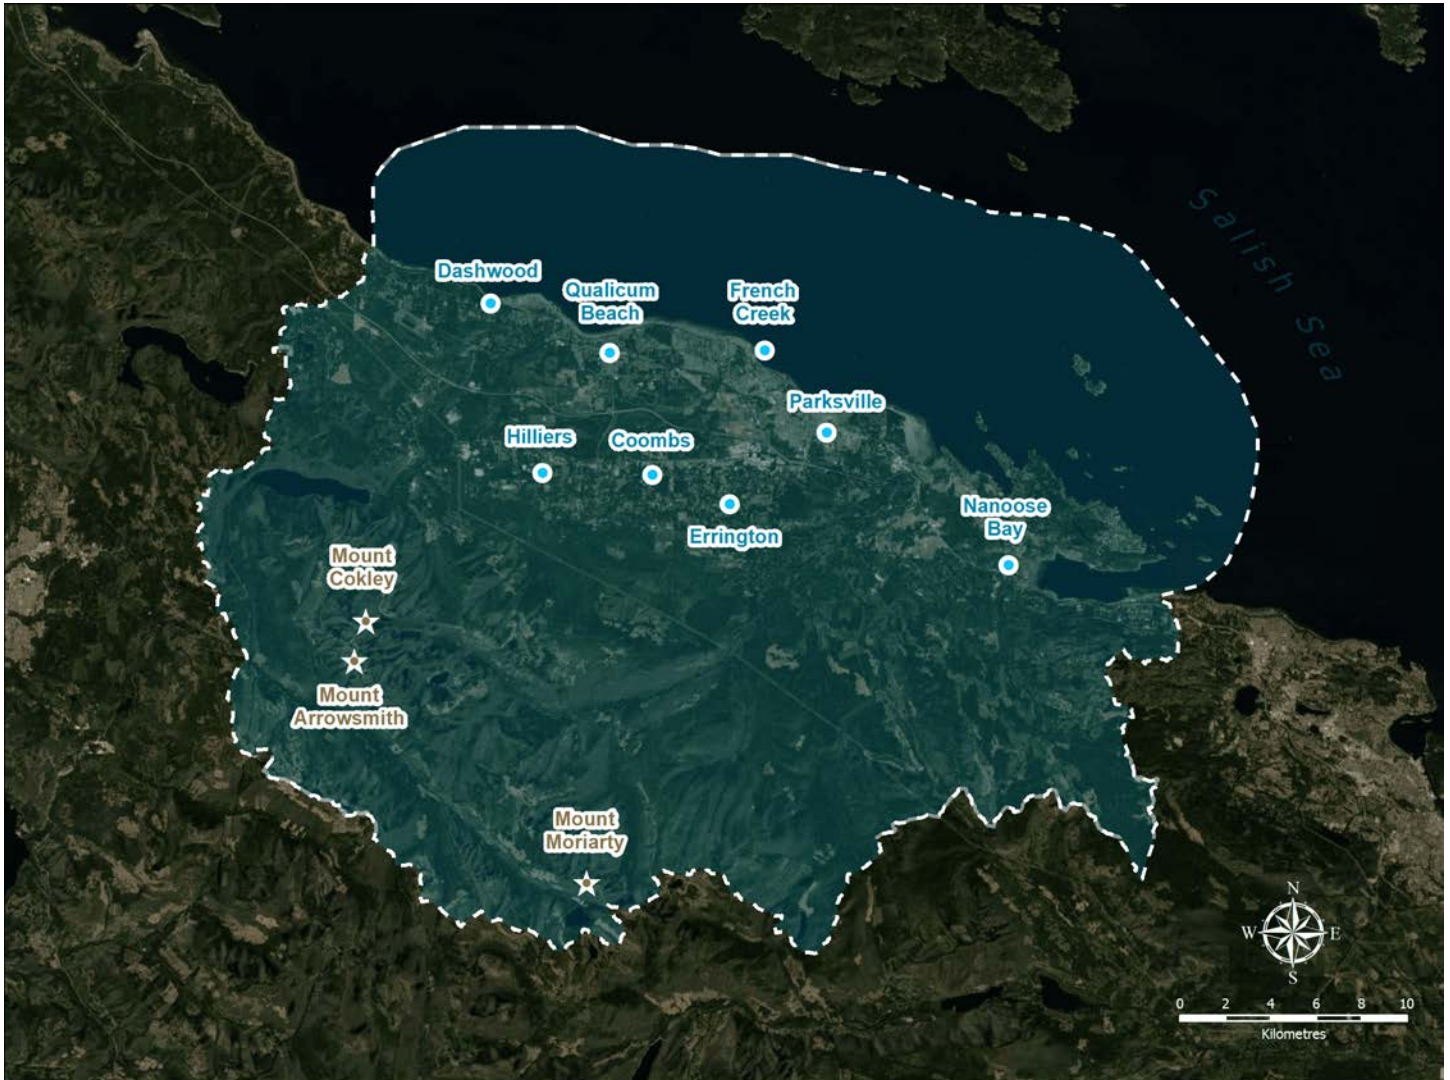 Salish Sea
Dashwood
Qualicum
Beach
French
Creek
Parksville
Hilliers
Coombs
Errington
Nanoose
Bay
Mount
Cokley
Mount
Arrowsmith
Mount
Moriarty
N
W E
S
0 2 4 6 8 10
Kilometres